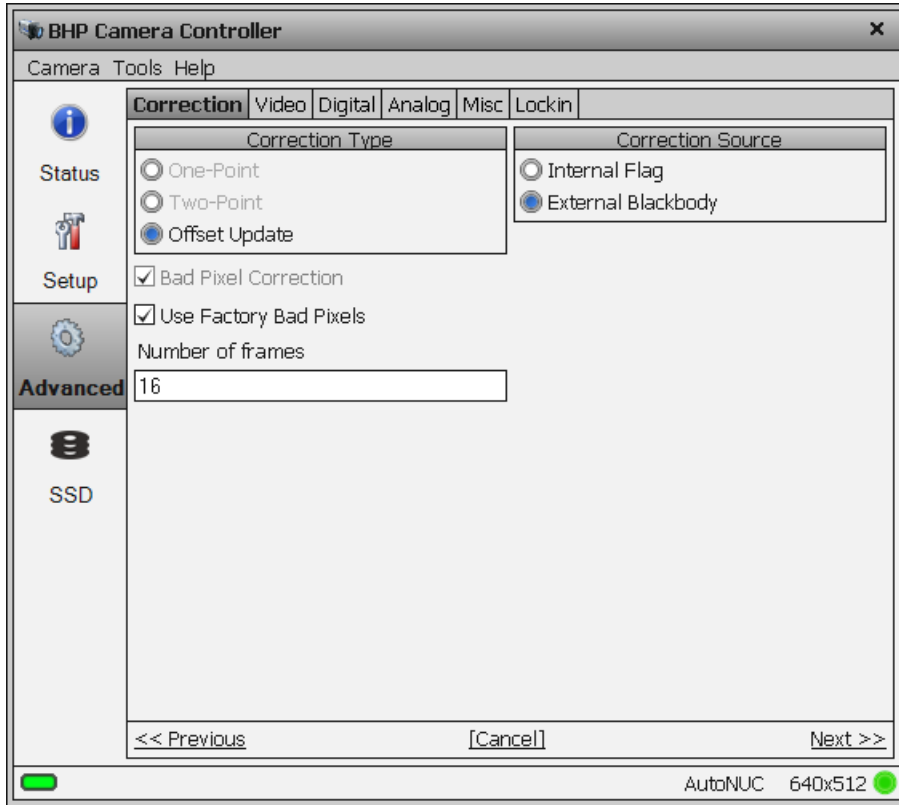 BHP Camera Controller
Camera Tools Help
Status
Setup
Advanced
SSD
Correction Video Digital Analog Misc Lockin
Correction Type
One-Point
Two-Point
Offset Update
Correction Source
Internal Flag
External Blackbody
Bad Pixel Correction
Use Factory Bad Pixels
Number of frames
16
<< Previous [Cancel] Next >>
AutoNUC 640x512